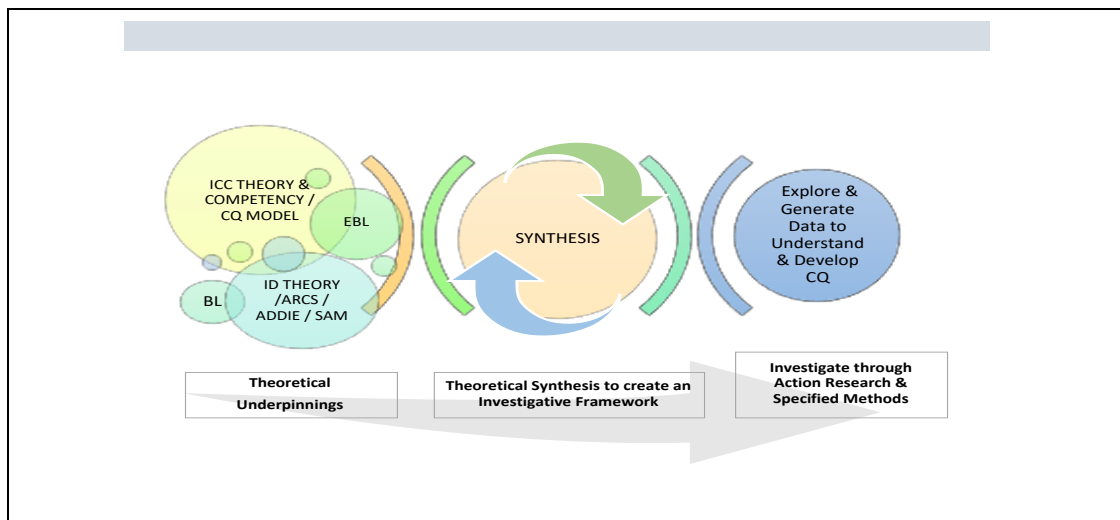 ICC THEORY &
COMPETENCY /
CQ MODEL
EBL
BL
ID THEORY
/ARCS /
ADDIE / SAM
SYNTHESIS
Explore &
Generate
Data to
Understand
& Develop
CQ
Theoretical
Underpinnings
Theoretical Synthesis to create an
Investigative Framework
Investigate through
Action Research &
Specified Methods